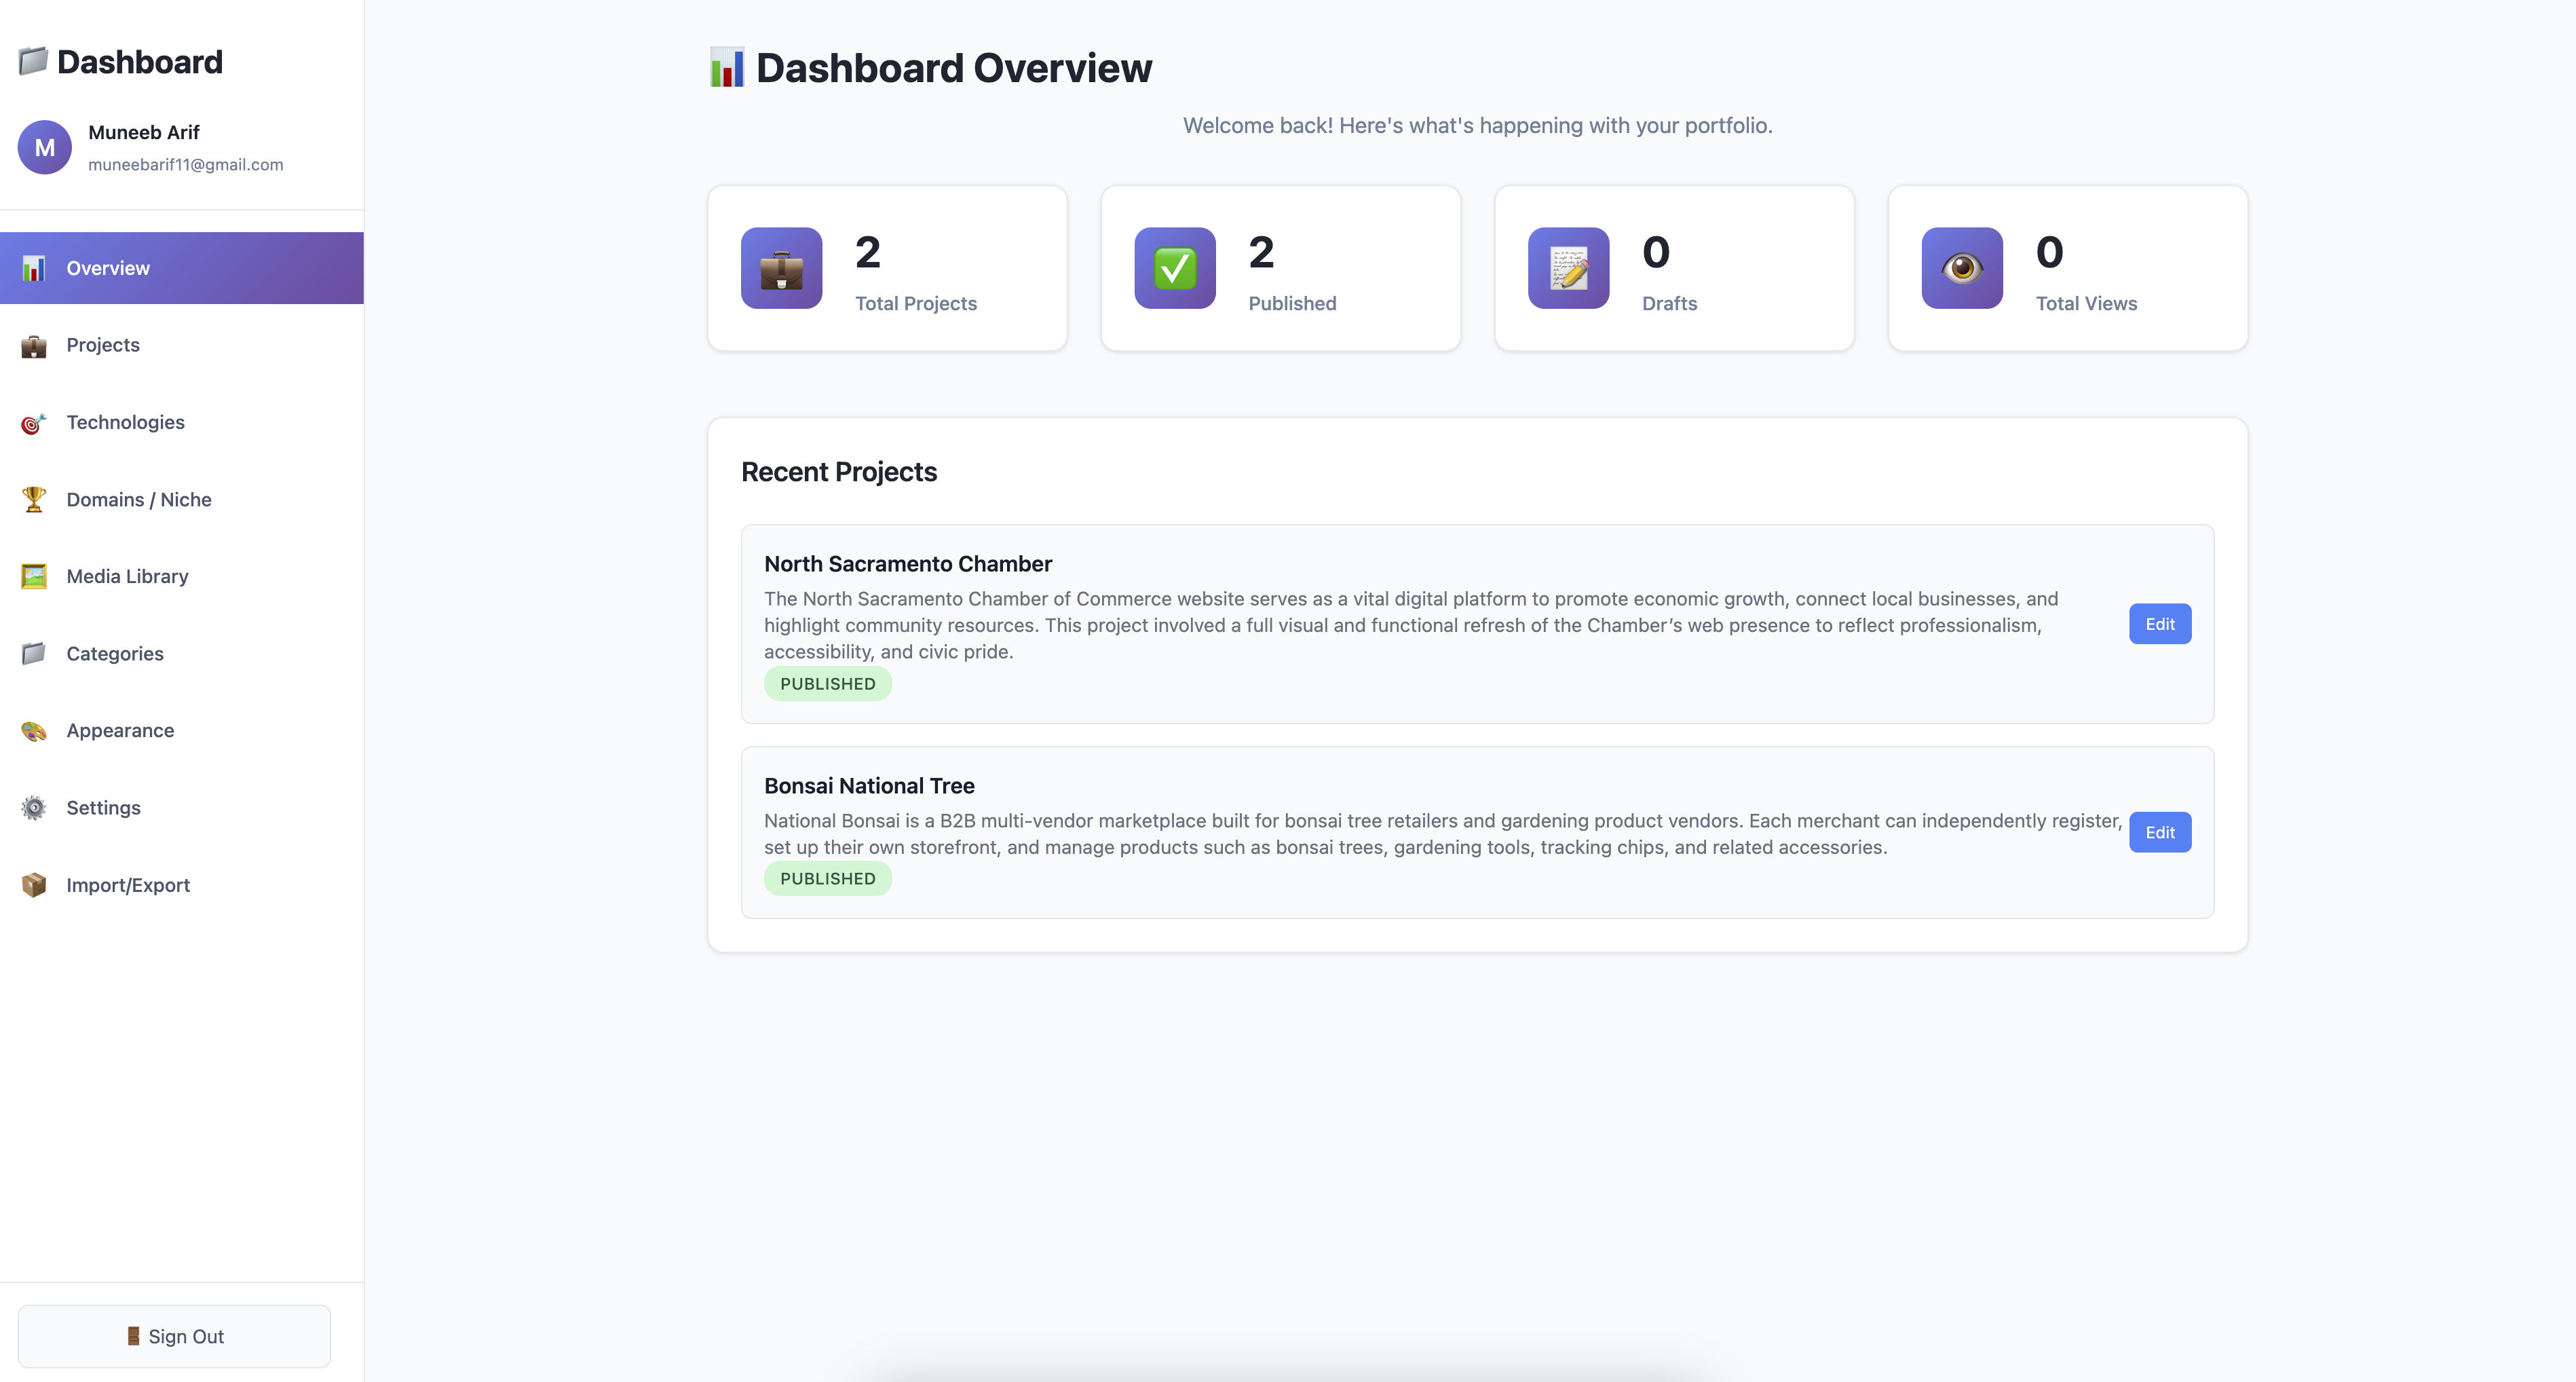 Dashboard
M
Muneeb Arif
muneebarif11@gmail.com
Overview
Projects
Technologies
Domains / Niche
Media Library
Categories
Appearance
Settings
Import/Export
Sign Out
Dashboard Overview
Welcome back! Here's what's happening with your portfolio.
2
Total Projects
2
Published
0
Drafts
0
Total Views
Recent Projects
North Sacramento Chamber
The North Sacramento Chamber of Commerce website serves as a vital digital platform to promote economic growth, connect local businesses, and
highlight community resources. This project involved a full visual and functional refresh of the Chamber’s web presence to reflect professionalism,
accessibility, and civic pride.
PUBLISHED
Edit
Bonsai National Tree
National Bonsai is a B2B multi-vendor marketplace built for bonsai tree retailers and gardening product vendors. Each merchant can independently register,
set up their own storefront, and manage products such as bonsai trees, gardening tools, tracking chips, and related accessories.
PUBLISHED
Edit